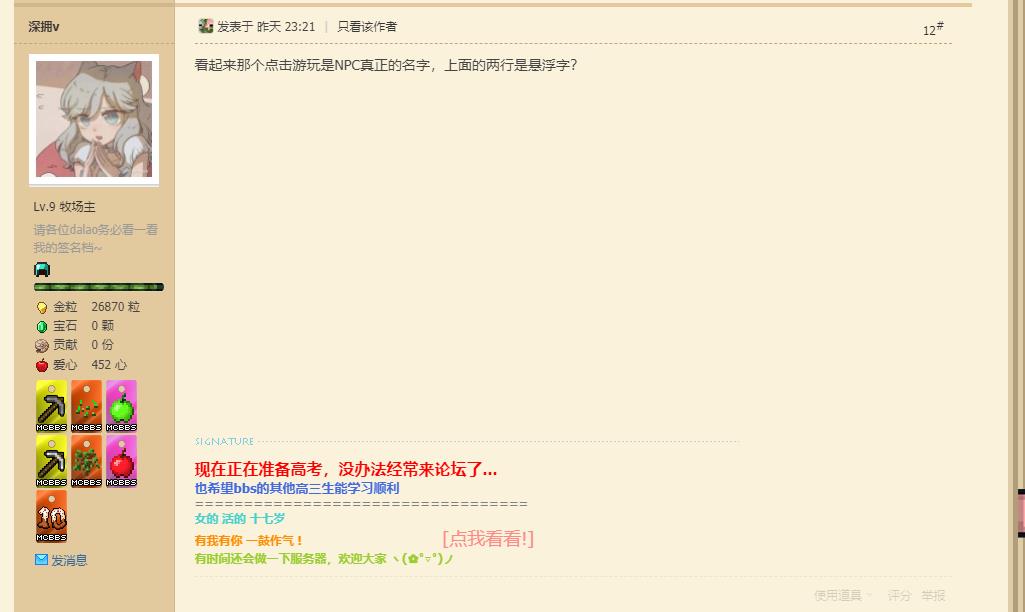 深拥v
发表于 昨天 23:21 | 只看该作者
12#
看起来那个点击游玩是NPC真正的名字，上面的两行是悬浮字？
Lv.9 牧场主
请各位dalao务必看一看
我的签名档~
金粒 26870 粒
宝石 0 颗
贡献 0 份
爱心 452 心
MCBBS MCBBS MCBBS
MCBBS MCBBS MCBBS
10
MCBBS
发消息
SIGNATURE
现在正在准备高考，没办法经常来论坛了...
也希望bbs的其他高三生能学习顺利
==================================
女的 活的 十七岁
有我有你 一鼓作气！
[点我看看!]
有时间还会做一下服务器，欢迎大家 ヽ(✿ﾟ▽ﾟ)ノ
使用道具 评分 举报